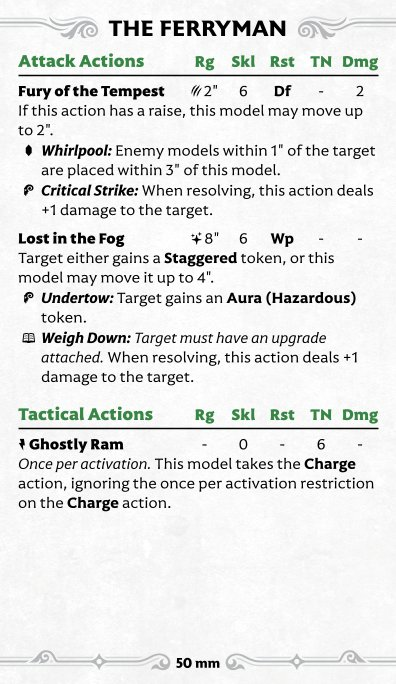 THE FERRYMAN
Attack Actions Rg Skl Rst TN Dmg
Fury of the Tempest 2" 6 Df - 2
If this action has a raise, this model may move up
to 2".
Whirlpool: Enemy models within 1" of the target
are placed within 3" of this model.
Critical Strike: When resolving, this action deals
+1 damage to the target.
Lost in the Fog 8" 6 Wp - -
Target either gains a Staggered token, or this
model may move it up to 4".
Undertow: Target gains an Aura (Hazardous)
token.
Weigh Down: Target must have an upgrade
attached. When resolving, this action deals +1
damage to the target.
Tactical Actions Rg Skl Rst TN Dmg
Ghostly Ram - 0 - 6 -
Once per activation. This model takes the Charge
action, ignoring the once per activation restriction
on the Charge action.
50 mm